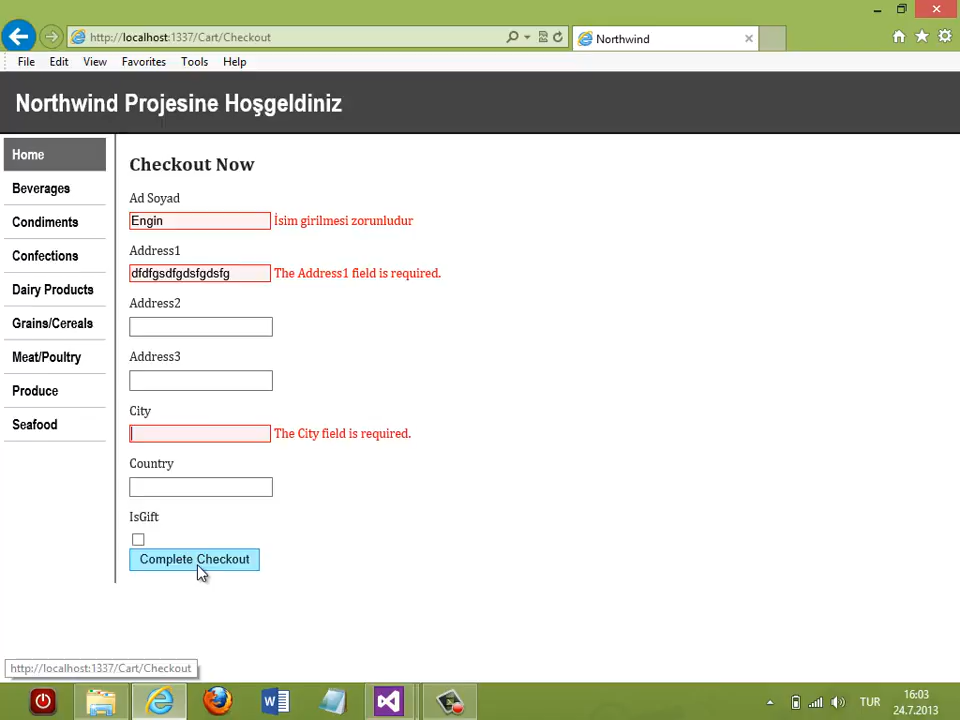 http://localhost:1337/Cart/Checkout
Northwind
File Edit View Favorites Tools Help
Northwind Projesine Hoşgeldiniz
Home
Beverages
Condiments
Confections
Dairy Products
Grains/Cereals
Meat/Poultry
Produce
Seafood
Checkout Now
Ad Soyad
Engin İsim girilmesi zorunludur
Address1
dfdfgsdfgdsfgdsfg The Address1 field is required.
Address2
Address3
City
The City field is required.
Country
IsGift
Complete Checkout
http://localhost:1337/Cart/Checkout
TUR
16:03
24.7.2013